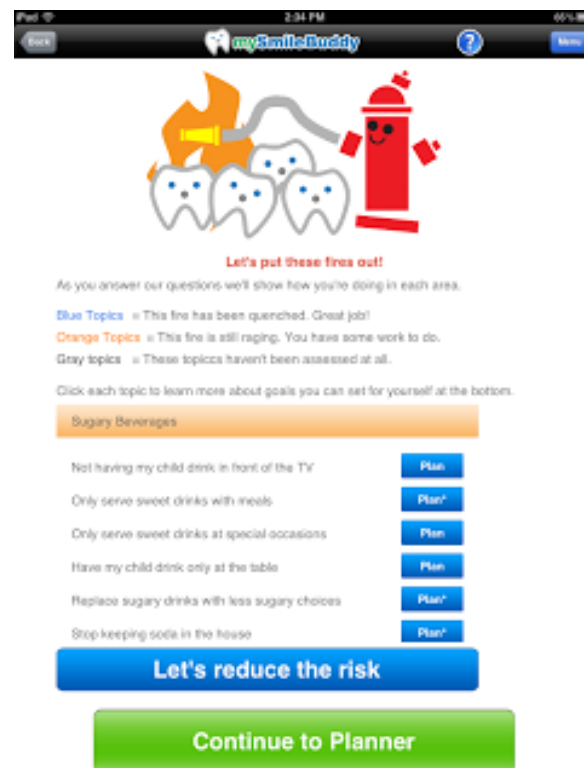 iPad 2:34 PM 66%
Back mySmileBuddy ? Menu
Let's put these fires out!
As you answer our questions we'll show how you're doing in each area.
Blue Topics = This fire has been quenched. Great job!
Orange Topics = This fire is still raging. You have some work to do.
Gray topics = These topiccs haven't been assessed at all.
Click each topic to learn more about goals you can set for yourself at the bottom.
Sugary Beverages
Not having my child drink in front of the TV Plan
Only serve sweet drinks with meals Plan*
Only serve sweet drinks at special occasions Plan
Have my child drink only at the table Plan
Replace sugary drinks with less sugary choices Plan*
Stop keeping soda in the house Plan*
Let's reduce the risk
Continue to Planner